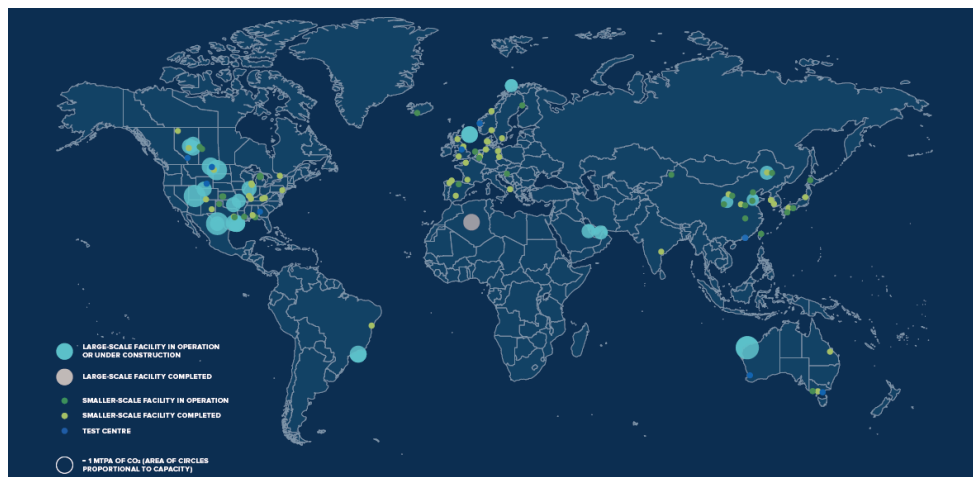 LARGE-SCALE FACILITY IN OPERATION
OR UNDER CONSTRUCTION
LARGE-SCALE FACILITY COMPLETED
SMALLER-SCALE FACILITY IN OPERATION
SMALLER-SCALE FACILITY COMPLETED
TEST CENTRE
= 1 MTPA OF CO₂ (AREA OF CIRCLES
PROPORTIONAL TO CAPACITY)